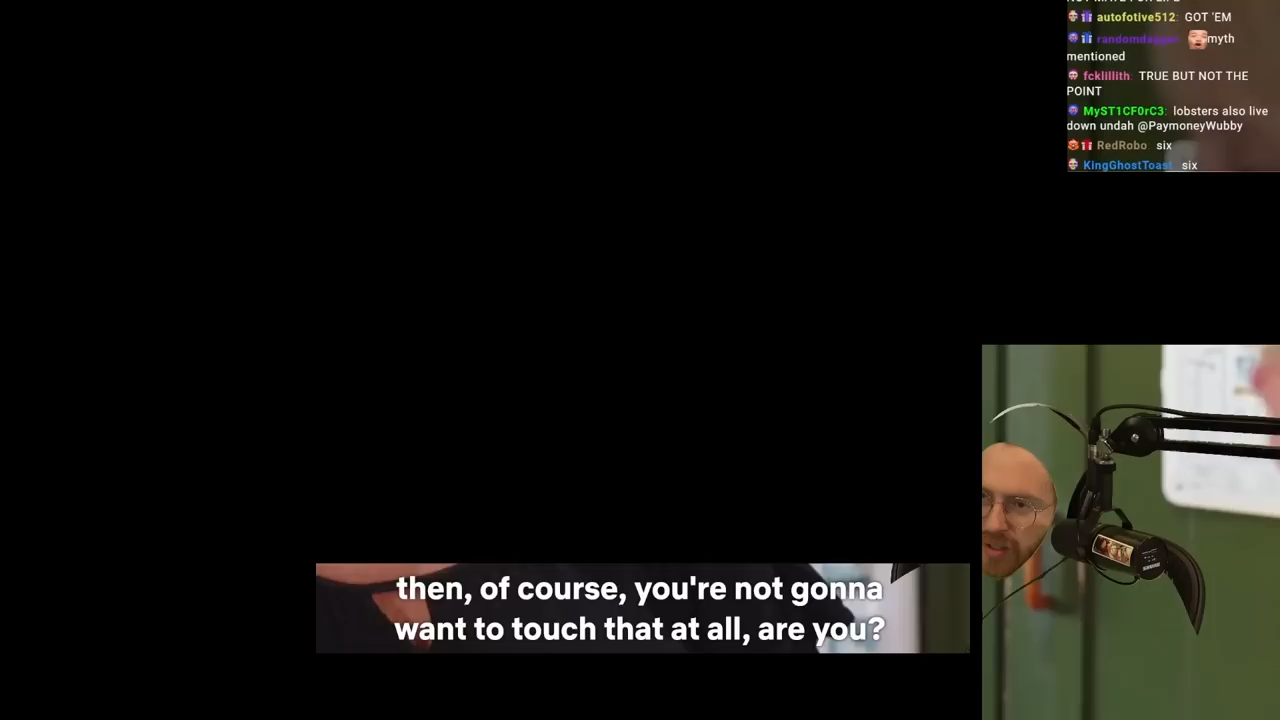 autofotive512: GOT 'EM
myth
mentioned
fcklillith: TRUE BUT NOT THE
POINT
MyST1CF0rC3: lobsters also live
down undah @PaymoneyWubby
RedRobo: six
KingGhostToast: six
then, of course, you're not gonna
want to touch that at all, are you?